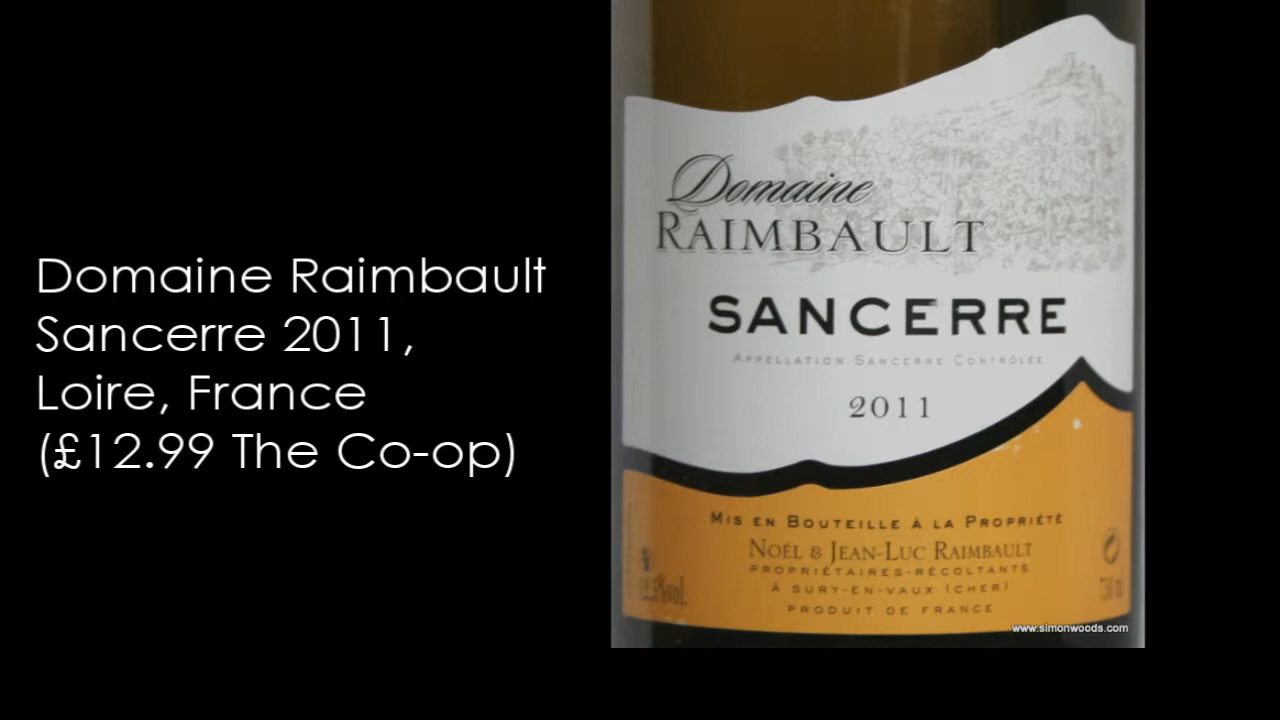 Domaine Raimbault
Sancerre 2011,
Loire, France
(£12.99 The Co-op)
Domaine
RAIMBAULT
SANCERRE
APPELLATION SANCERRE CONTRÔLÉE
2011
MIS EN BOUTEILLE À LA PROPRIÉTÉ
NOËL & JEAN-LUC RAIMBAULT
PROPRIÉTAIRES-RÉCOLTANTS
À SURY-EN-VAUX (CHER)
PRODUIT DE FRANCE
www.simonwoods.com